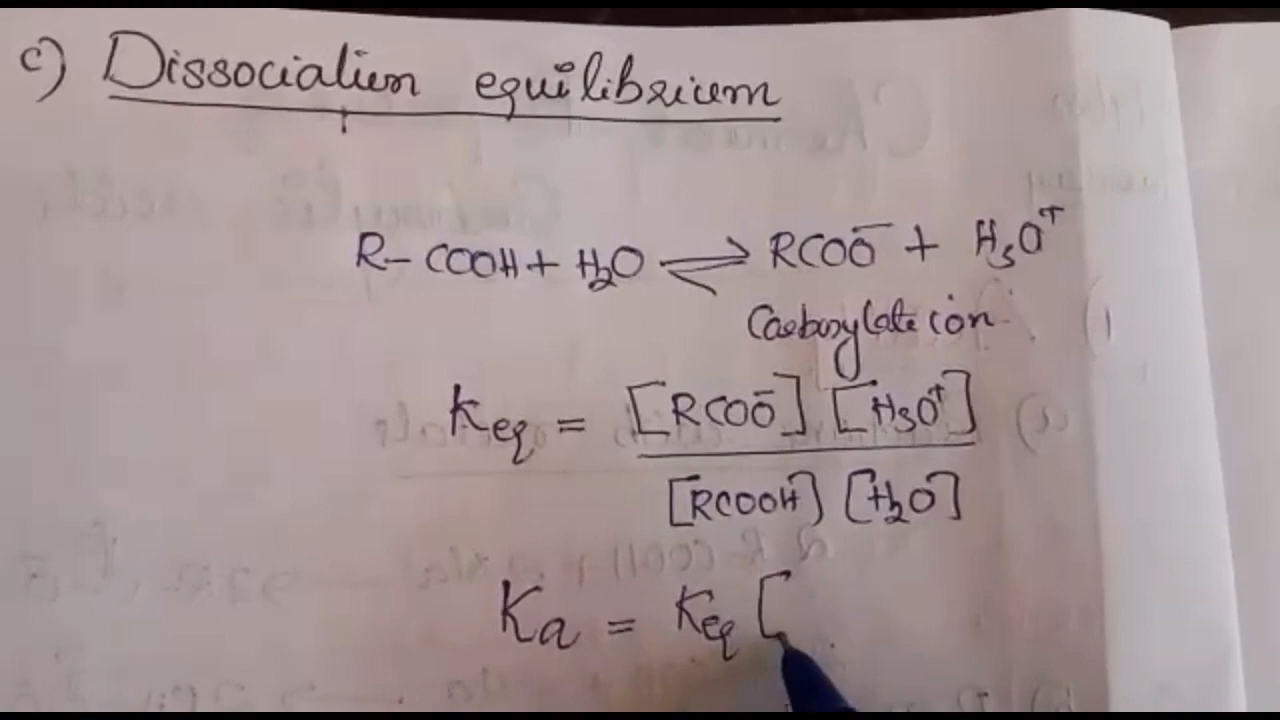 c) Dissociation equilibrium
R-COOH + H₂O ⇌ RCOO⁻ + H₃O⁺
Carboxylate ion
Keq = [RCOO⁻] [H₃O⁺]
[RCOOH] [H₂O]
Ka = Keq [